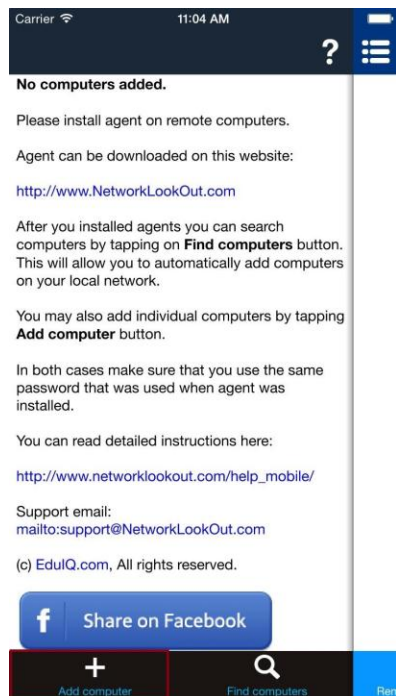 Carrier 11:04 AM
?
No computers added.
Please install agent on remote computers.
Agent can be downloaded on this website:
http://www.NetworkLookOut.com
After you installed agents you can search
computers by tapping on Find computers button.
This will allow you to automatically add computers
on your local network.
You may also add individual computers by tapping
Add computer button.
In both cases make sure that you use the same
password that was used when agent was
installed.
You can read detailed instructions here:
http://www.networklookout.com/help_mobile/
Support email:
mailto:support@NetworkLookOut.com
(c) EduIQ.com, All rights reserved.
f Share on Facebook
Add computer Find computers